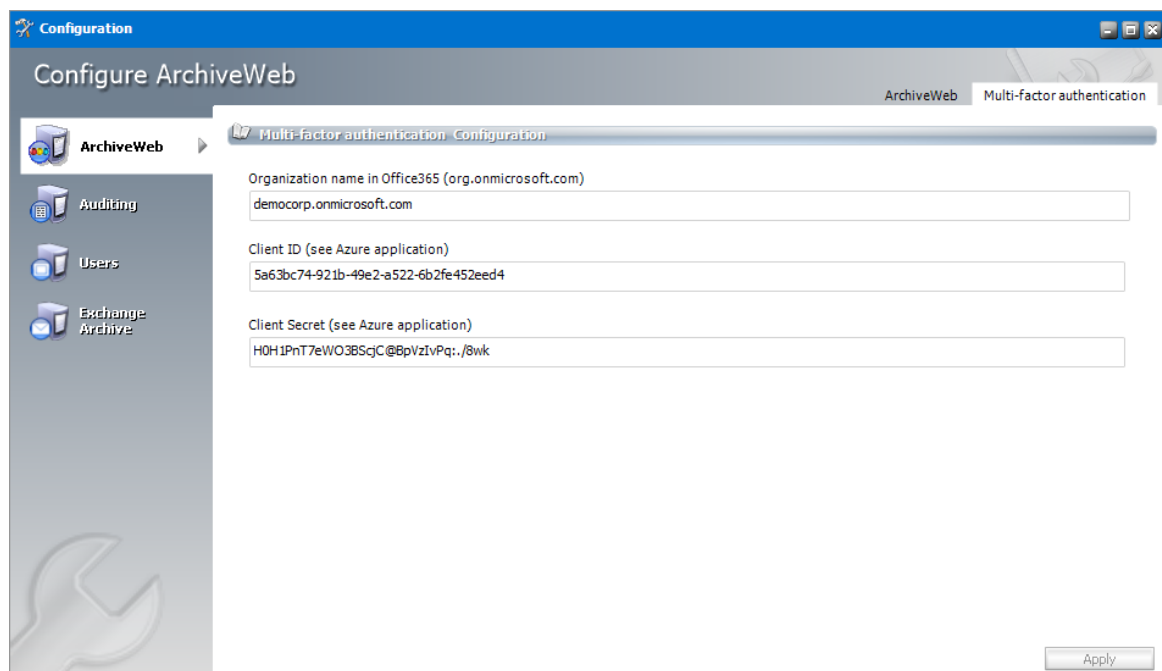 Configuration
Configure ArchiveWeb
ArchiveWeb
Multi-factor authentication
ArchiveWeb
Auditing
Users
Exchange
Archive
Multi-factor authentication Configuration
Organization name in Office365 (org.onmicrosoft.com)
democorp.onmicrosoft.com
Client ID (see Azure application)
5a63bc74-921b-49e2-a522-6b2fe452eed4
Client Secret (see Azure application)
H0H1PnT7eWO3BScjC@BpVzIvPq:./8wk
Apply